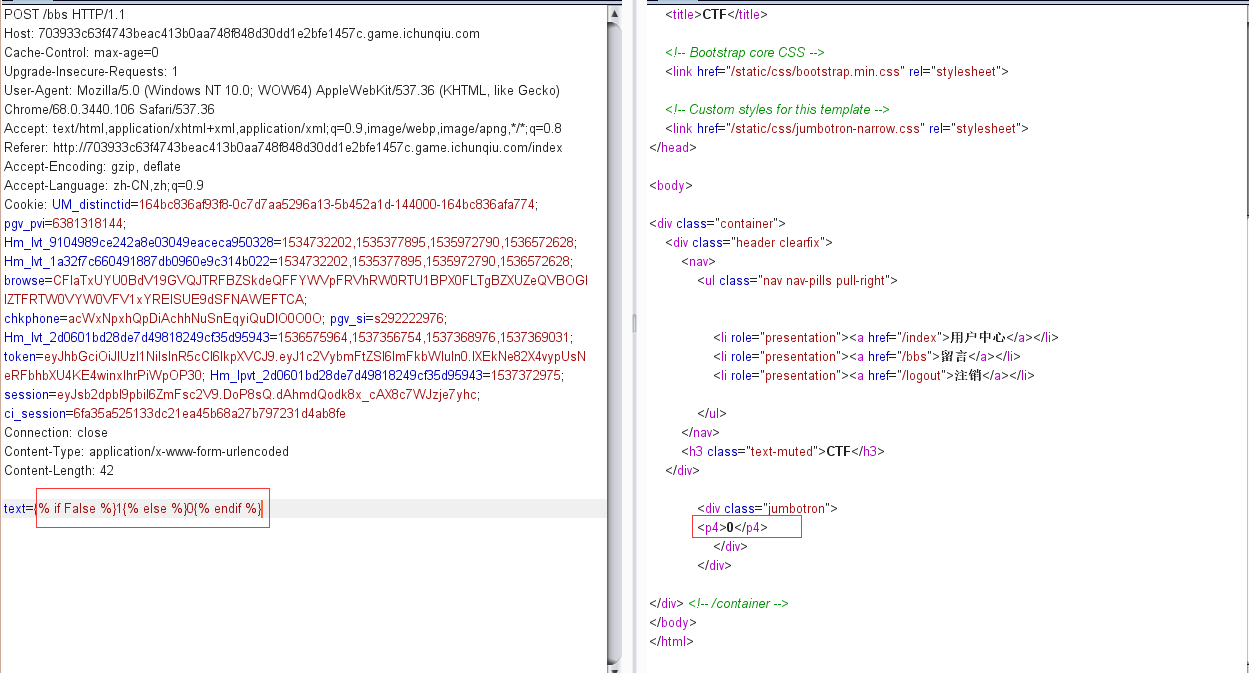 POST /bbs HTTP/1.1
Host: 703933c63f4743beac413b0aa748f848d30dd1e2bfe1457c.game.ichunqiu.com
Cache-Control: max-age=0
Upgrade-Insecure-Requests: 1
User-Agent: Mozilla/5.0 (Windows NT 10.0; WOW64) AppleWebKit/537.36 (KHTML, like Gecko)
Chrome/68.0.3440.106 Safari/537.36
Accept: text/html,application/xhtml+xml,application/xml;q=0.9,image/webp,image/apng,*/*;q=0.8
Referer: http://703933c63f4743beac413b0aa748f848d30dd1e2bfe1457c.game.ichunqiu.com/index
Accept-Encoding: gzip, deflate
Accept-Language: zh-CN,zh;q=0.9
Cookie: UM_distinctid=164bc836af93f8-0c7d7aa5296a13-5b452a1d-144000-164bc836afa774;
pgv_pvi=6381318144;
Hm_lvt_9104989ce242a8e03049eaceca950328=1534732202,1535377895,1535972790,1536572628;
Hm_lvt_1a32f7c660491887db0960e9c314b022=1534732202,1535377895,1535972790,1536572628;
browse=CFlaTxUYU0BdV19GVQJTRFBZSkdeQFFYWVpFRVhRW0RTU1BPX0FLTgBZXUZeQVBOGl
IZTFRTW0VYW0VFV1xYREISUE9dSFNAWEFTCA;
chkphone=acWxNpxhQpDiAchhNuSnEqyiQuDIO0O0O; pgv_si=s292222976;
Hm_lvt_2d0601bd28de7d49818249cf35d95943=1536575964,1537356754,1537368976,1537369031;
token=eyJhbGciOiJIUzI1NiIsInR5cCI6IkpXVCJ9.eyJ1c2VybmFtZSI6ImFkbWluIn0.IXEkNe82X4vypUsN
eRFbhbXU4KE4winxIhrPiWpOP30; Hm_lpvt_2d0601bd28de7d49818249cf35d95943=1537372975;
session=eyJsb2dpbl9pbiI6ZmFsc2V9.DoP8sQ.dAhmdQodk8x_cAX8c7WJzje7yhc;
ci_session=6fa35a525133dc21ea45b68a27b797231d4ab8fe
Connection: close
Content-Type: application/x-www-form-urlencoded
Content-Length: 42
text={% if False %}1{% else %}0{% endif %}
<title>CTF</title>
<!-- Bootstrap core CSS -->
<link href="/static/css/bootstrap.min.css" rel="stylesheet">
<!-- Custom styles for this template -->
<link href="/static/css/jumbotron-narrow.css" rel="stylesheet">
</head>
<body>
<div class="container">
<div class="header clearfix">
<nav>
<ul class="nav nav-pills pull-right">
<li role="presentation"><a href="/index">用户中心</a></li>
<li role="presentation"><a href="/bbs">留言</a></li>
<li role="presentation"><a href="/logout">注销</a></li>
</ul>
</nav>
<h3 class="text-muted">CTF</h3>
</div>
<div class="jumbotron">
<p4>0</p4>
</div>
</div>
</div> <!-- /container -->
</body>
</html>